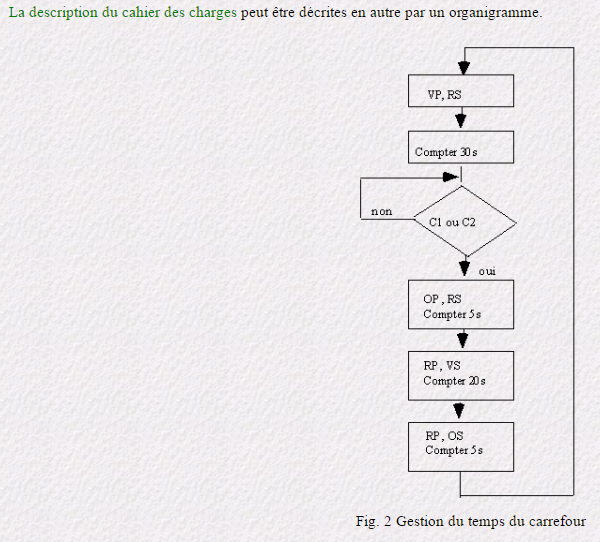 La description du cahier des charges peut être décrites en autre par un organigramme.
VP, RS
Compter 30 s
non
C1 ou C2
oui
OP, RS
Compter 5 s
RP, VS
Compter 20 s
RP, OS
Compter 5 s
Fig. 2 Gestion du temps du carrefour